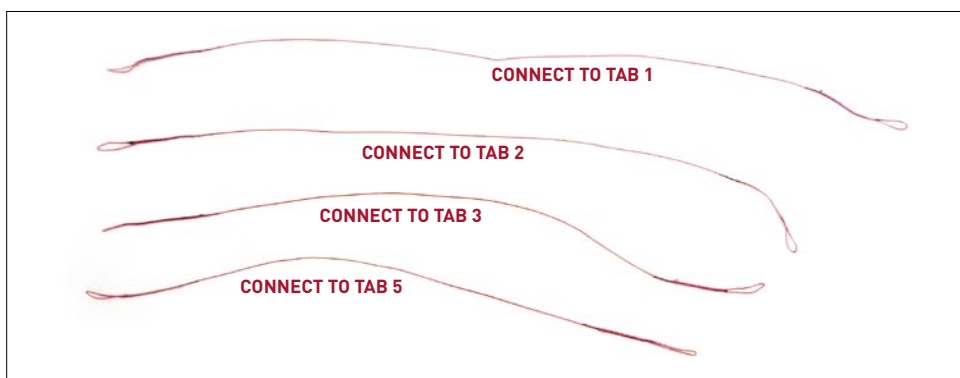 CONNECT TO TAB 1
CONNECT TO TAB 2
CONNECT TO TAB 3
CONNECT TO TAB 5